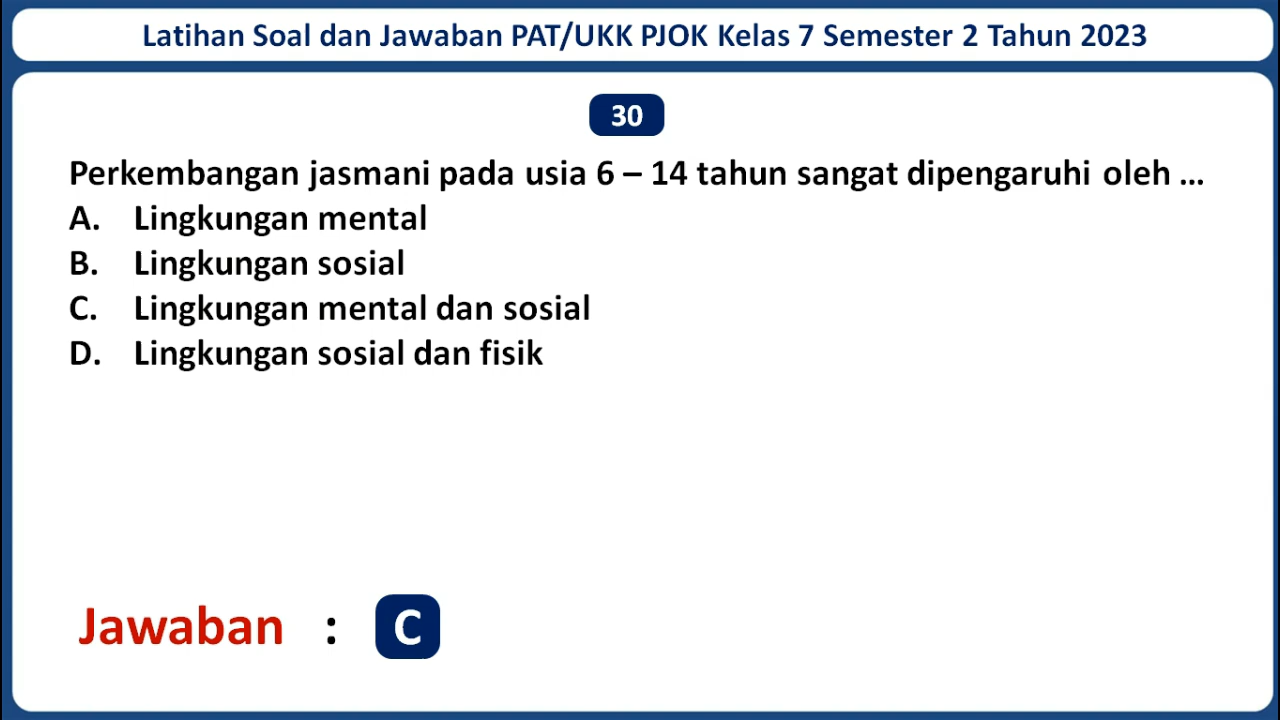 Latihan Soal dan Jawaban PAT/UKK PJOK Kelas 7 Semester 2 Tahun 2023
30
Perkembangan jasmani pada usia 6 – 14 tahun sangat dipengaruhi oleh ...
A. Lingkungan mental
B. Lingkungan sosial
C. Lingkungan mental dan sosial
D. Lingkungan sosial dan fisik
Jawaban : C